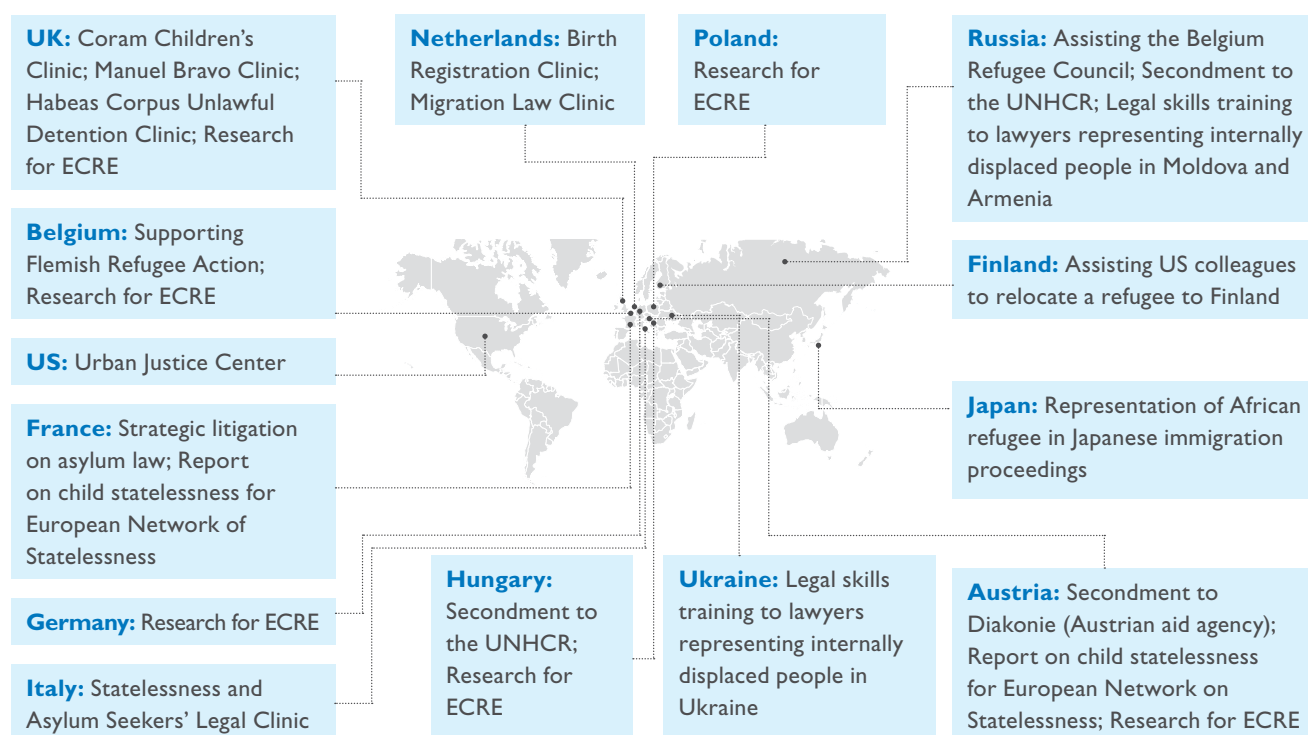 UK: Coram Children's
Clinic; Manuel Bravo Clinic;
Habeas Corpus Unlawful
Detention Clinic; Research
for ECRE
Netherlands: Birth
Registration Clinic;
Migration Law Clinic
Poland:
Research for
ECRE
Russia: Assisting the Belgium
Refugee Council; Secondment to
the UNHCR; Legal skills training
to lawyers representing internally
displaced people in Moldova and
Armenia
Belgium: Supporting
Flemish Refugee Action;
Research for ECRE
Finland: Assisting US colleagues
to relocate a refugee to Finland
US: Urban Justice Center
Japan: Representation of African
refugee in Japanese immigration
proceedings
France: Strategic litigation
on asylum law; Report
on child statelessness for
European Network of
Statelessness
Germany: Research for ECRE
Italy: Statelessness and
Asylum Seekers' Legal Clinic
Hungary:
Secondment to
the UNHCR;
Research for
ECRE
Ukraine: Legal skills
training to lawyers
representing internally
displaced people in
Ukraine
Austria: Secondment to
Diakonie (Austrian aid agency);
Report on child statelessness
for European Network on
Statelessness; Research for ECRE